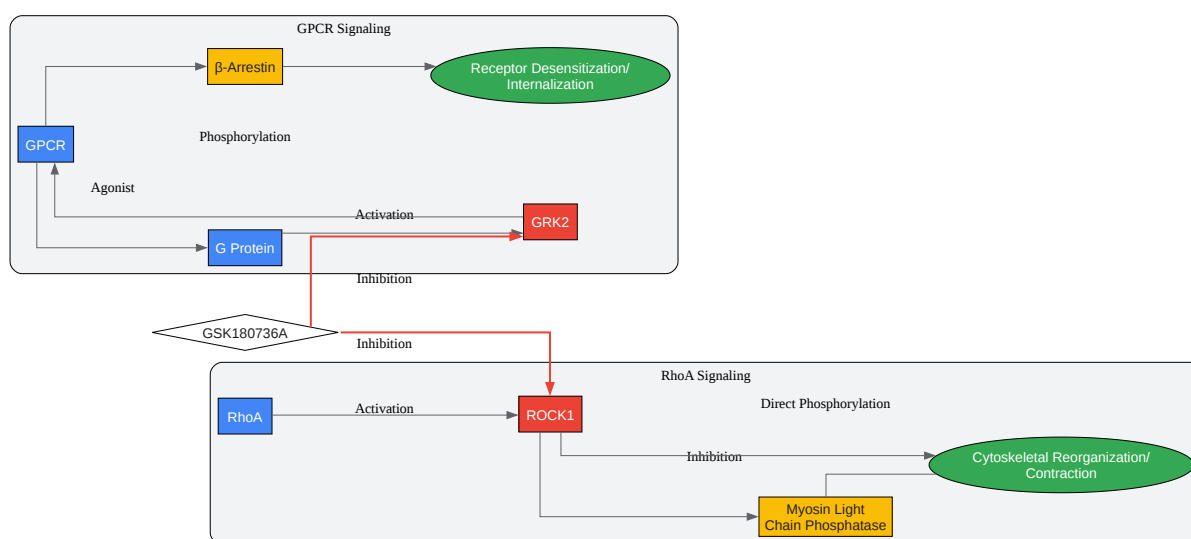 GPCR Signaling
β-Arrestin
Receptor Desensitization/
Internalization
GPCR
Phosphorylation
Agonist
Activation
GRK2
G Protein
Inhibition
GSK180736A
Inhibition
RhoA Signaling
Direct Phosphorylation
RhoA
Activation
ROCK1
Inhibition
Cytoskeletal Reorganization/
Contraction
Myosin Light
Chain Phosphatase